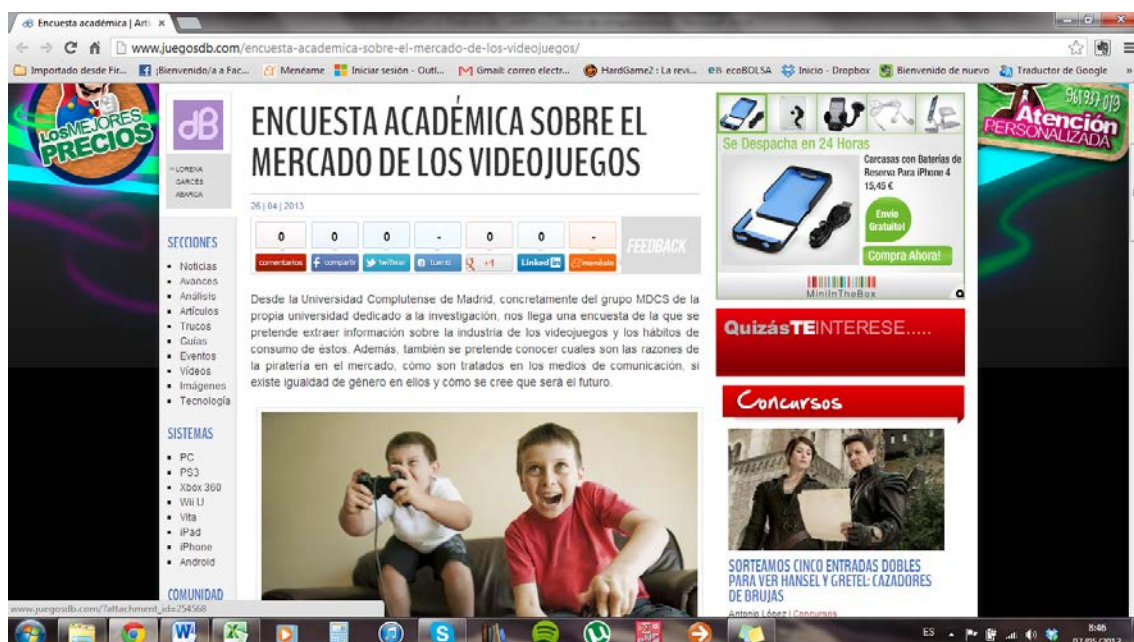 Encuesta académica | Arti
www.juegosdb.com/encuesta-academica-sobre-el-mercado-de-los-videojuegos/
Importado desde Fir... ¡Bienvenido/a a Fac... Menéame Iniciar sesión - Outl... Gmail: correo electr... HardGame2 : La revi... ecoBOLSA Inicio - Dropbox Bienvenido de nuevo Traductor de Google »
LOS MEJORES
PRECIOS
dB
LORENA
GARCÉS
ABARCA
SECCIONES
Noticias
Avances
Análisis
Artículos
Trucos
Guías
Eventos
Vídeos
Imágenes
Tecnología
SISTEMAS
PC
PS3
Xbox 360
Wii U
Vita
iPad
iPhone
Android
COMUNIDAD
ENCUESTA ACADÉMICA SOBRE EL
MERCADO DE LOS VIDEOJUEGOS
26 | 04 | 2013
0 0 0 - 0 0 -
comentarios compartir twittear tuenti +1 Linked in menéalo
FEEDBACK
Desde la Universidad Complutense de Madrid, concretamente del grupo MDCS de la
propia universidad dedicado a la investigación, nos llega una encuesta de la que se
pretende extraer información sobre la industria de los videojuegos y los hábitos de
consumo de éstos. Además, también se pretende conocer cuales son las razones de
la piratería en el mercado, cómo son tratados en los medios de comunicación, si
existe igualdad de género en ellos y cómo se cree que será el futuro.
Se Despacha en 24 Horas
Carcasas con Baterías de
Reserva Para iPhone 4
15,45 €
Envío
Gratuito!
Compra Ahora!
MiniInTheBox
QuizásTEINTERESE.....
Concursos
SORTEAMOS CINCO ENTRADAS DOBLES
PARA VER HANSEL Y GRETEL: CAZADORES
DE BRUJAS
Antonio López | Concursos
961 937 019
Atención
PERSONALIZADA
www.juegosdb.com/?attachment_id=254568
ES
8:46
07/05/2013